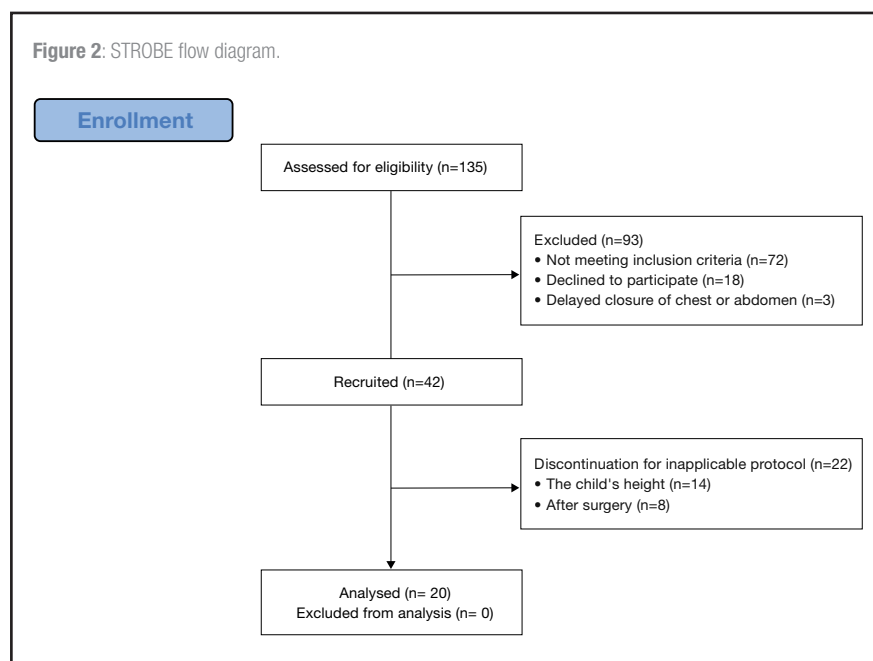 Figure 2: STROBE flow diagram.
Enrollment
Assessed for eligibility (n=135)
Excluded (n=93)
• Not meeting inclusion criteria (n=72)
• Declined to participate (n=18)
• Delayed closure of chest or abdomen (n=3)
Recruited (n=42)
Discontinuation for inapplicable protocol (n=22)
• The child's height (n=14)
• After surgery (n=8)
Analysed (n= 20)
Excluded from analysis (n= 0)